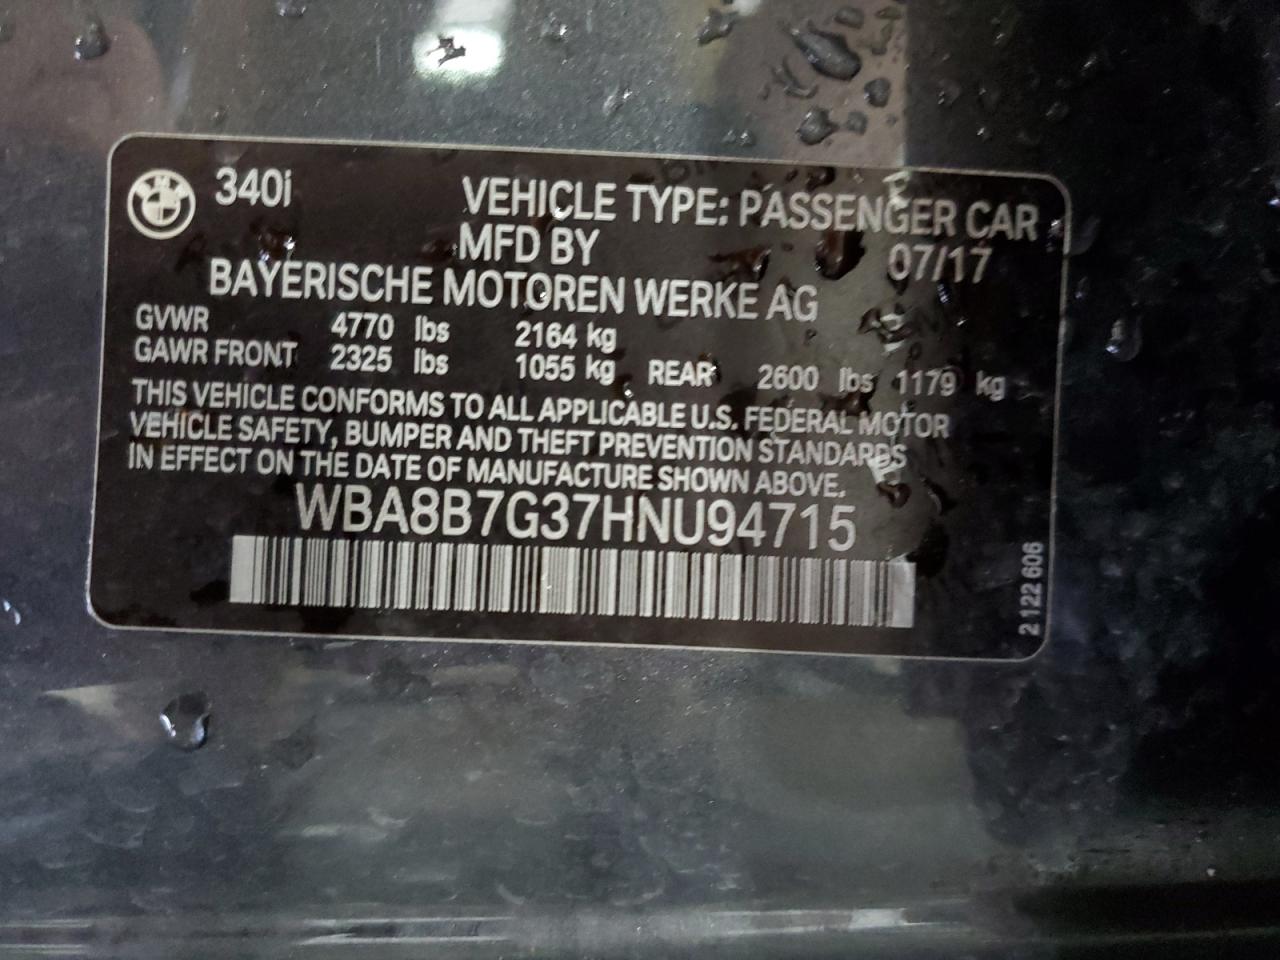 340i VEHICLE TYPE: PASSENGER CAR
MFD BY 07/17
BAYERISCHE MOTOREN WERKE AG
GVWR 4770 lbs 2164 kg
GAWR FRONT 2325 lbs 1055 kg REAR 2600 lbs 1179 kg
THIS VEHICLE CONFORMS TO ALL APPLICABLE U.S. FEDERAL MOTOR
VEHICLE SAFETY, BUMPER AND THEFT PREVENTION STANDARDS
IN EFFECT ON THE DATE OF MANUFACTURE SHOWN ABOVE.
WBA8B7G37HNU94715
2 122 606